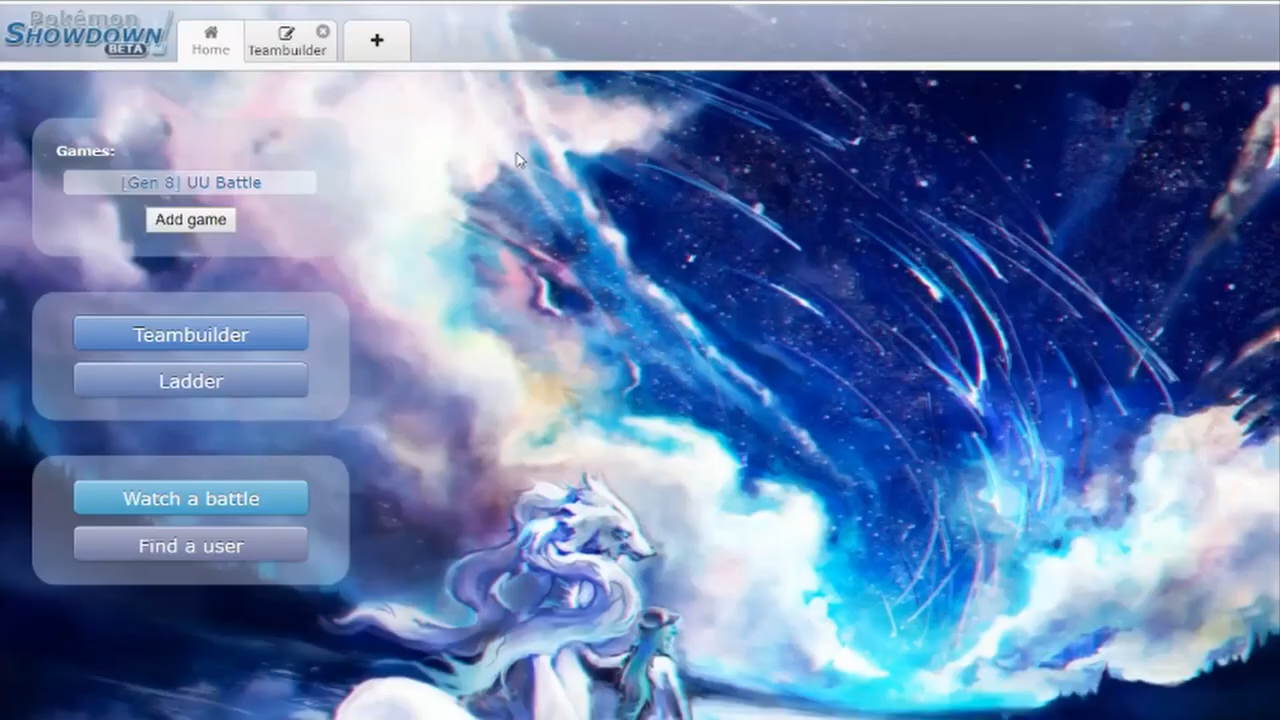 Pokémon
SHOWDOWN
BETA
Home
Teambuilder
Games:
[Gen 8] UU Battle
Add game
Teambuilder
Ladder
Watch a battle
Find a user